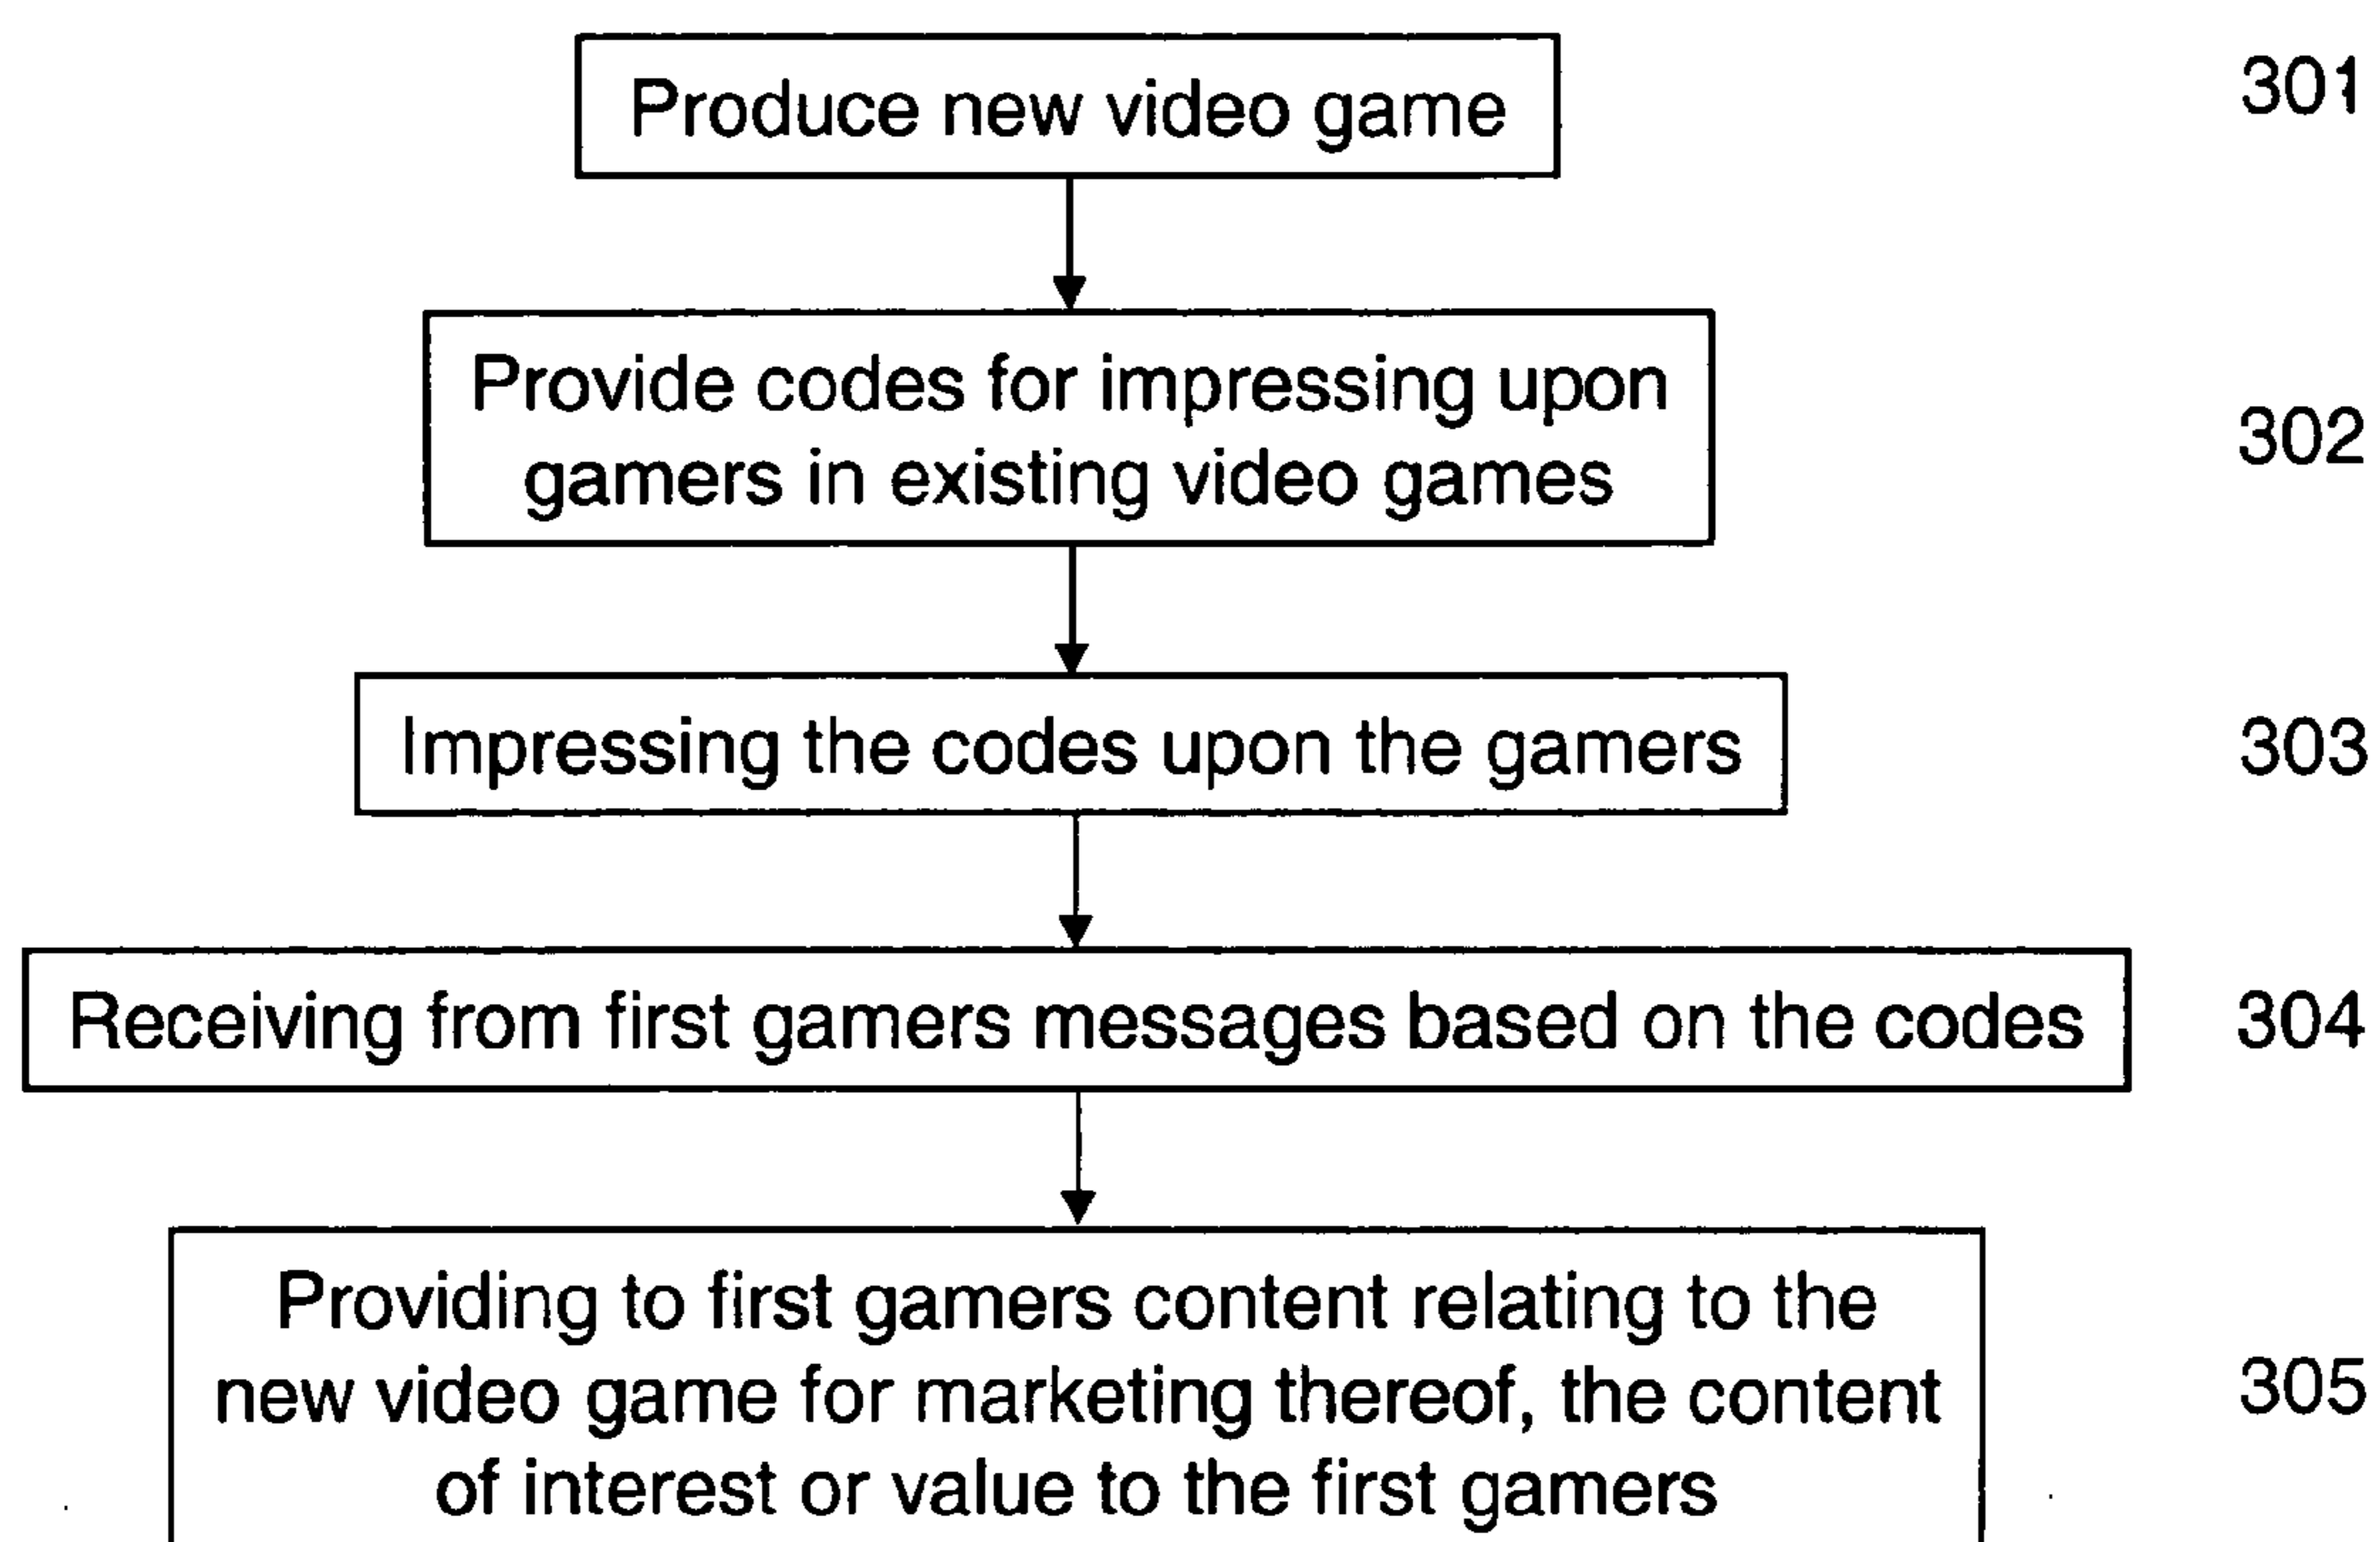 Produce new video game
301
Provide codes for impressing upon
gamers in existing video games
302
Impressing the codes upon the gamers
303
Receiving from first gamers messages based on the codes
304
Providing to first gamers content relating to the
new video game for marketing thereof, the content
of interest or value to the first gamers
305